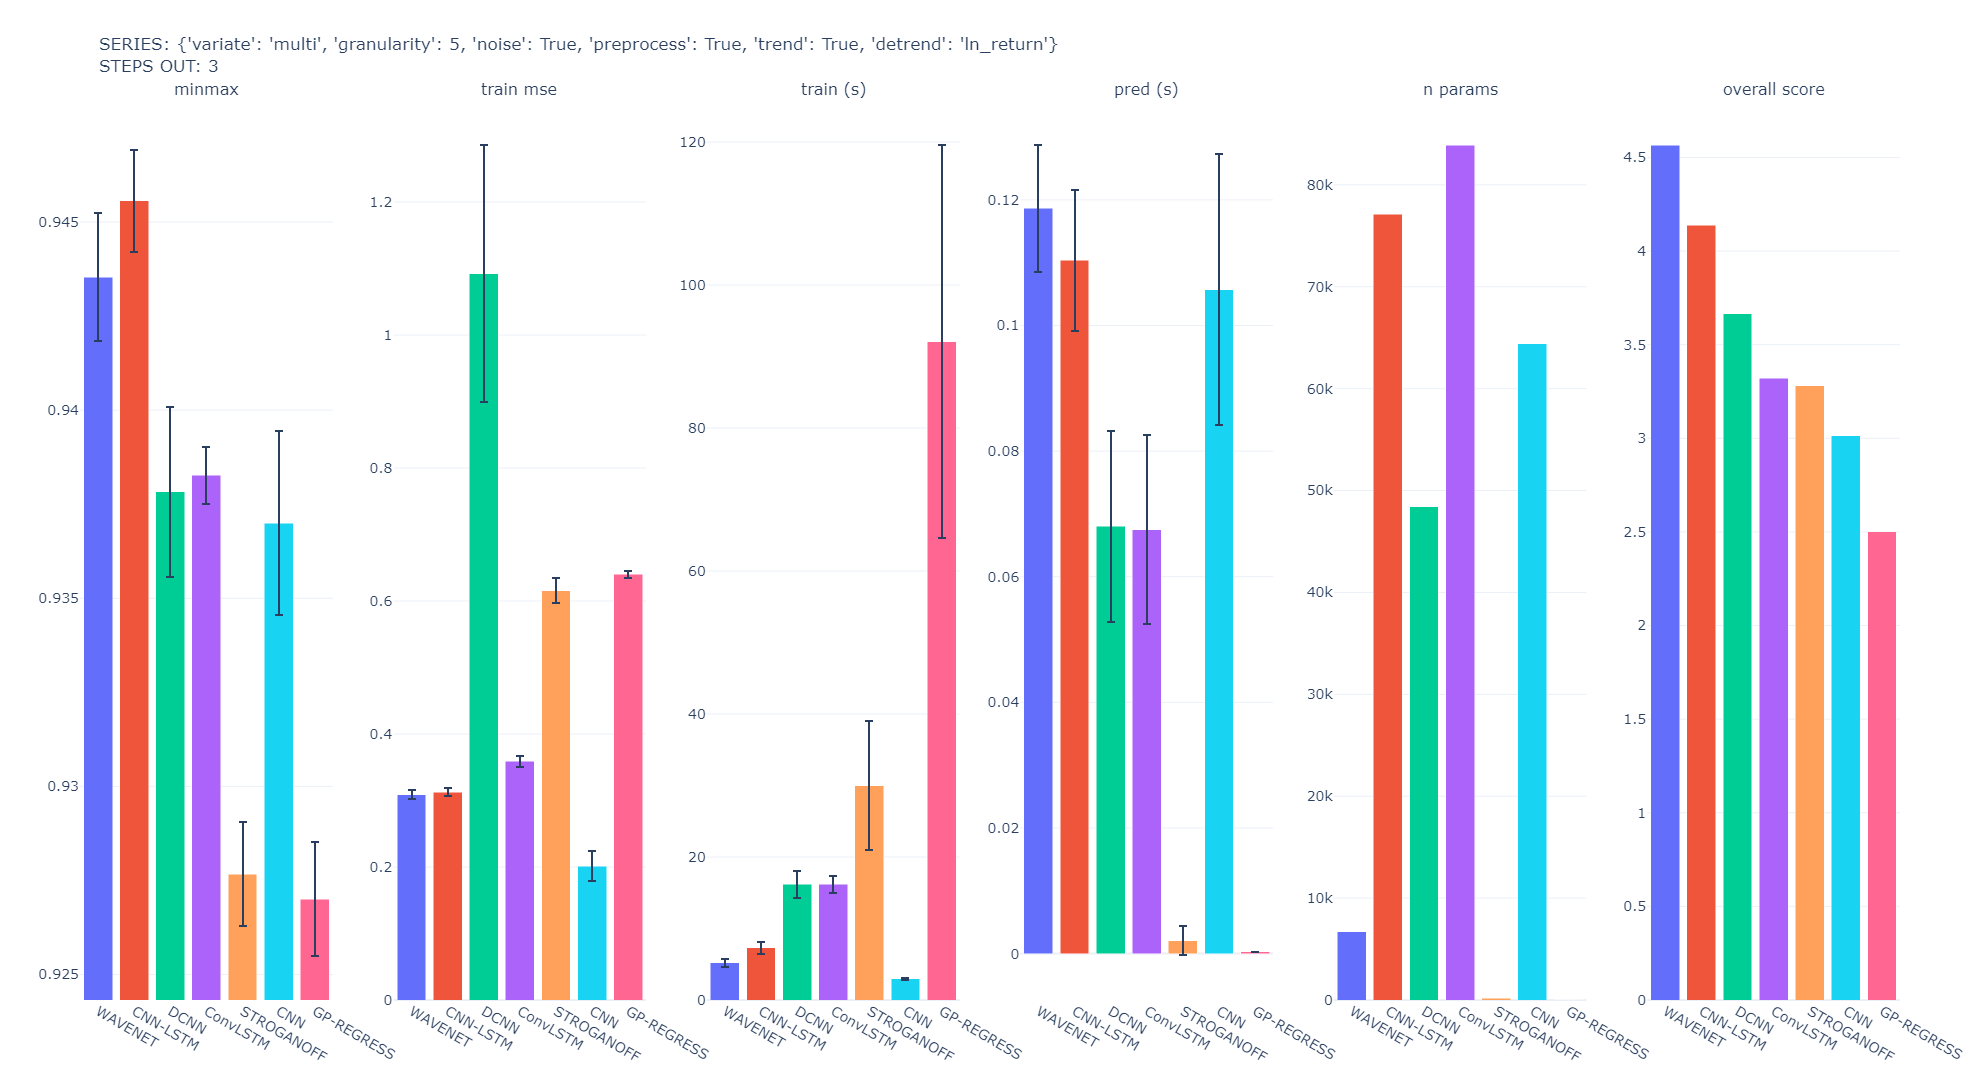 SERIES: {'variate': 'multi', 'granularity': 5, 'noise': True, 'preprocess': True, 'trend': True, 'detrend': 'ln_return'}
STEPS OUT: 3
minmax
0.945
0.94
0.935
0.93
0.925
WAVENET
CNN-LSTM
DCNN
ConvLSTM
STROGANOFF
CNN
GP-REGRESS
train mse
1.2
1
0.8
0.6
0.4
0.2
0
WAVENET
CNN-LSTM
DCNN
ConvLSTM
STROGANOFF
CNN
GP-REGRESS
train (s)
120
100
80
60
40
20
0
WAVENET
CNN-LSTM
DCNN
ConvLSTM
STROGANOFF
CNN
GP-REGRESS
pred (s)
0.12
0.1
0.08
0.06
0.04
0.02
0
WAVENET
CNN-LSTM
DCNN
ConvLSTM
STROGANOFF
CNN
GP-REGRESS
n params
80k
70k
60k
50k
40k
30k
20k
10k
0
WAVENET
CNN-LSTM
DCNN
ConvLSTM
STROGANOFF
CNN
GP-REGRESS
overall score
4.5
4
3.5
3
2.5
2
1.5
1
0.5
0
WAVENET
CNN-LSTM
DCNN
ConvLSTM
STROGANOFF
CNN
GP-REGRESS